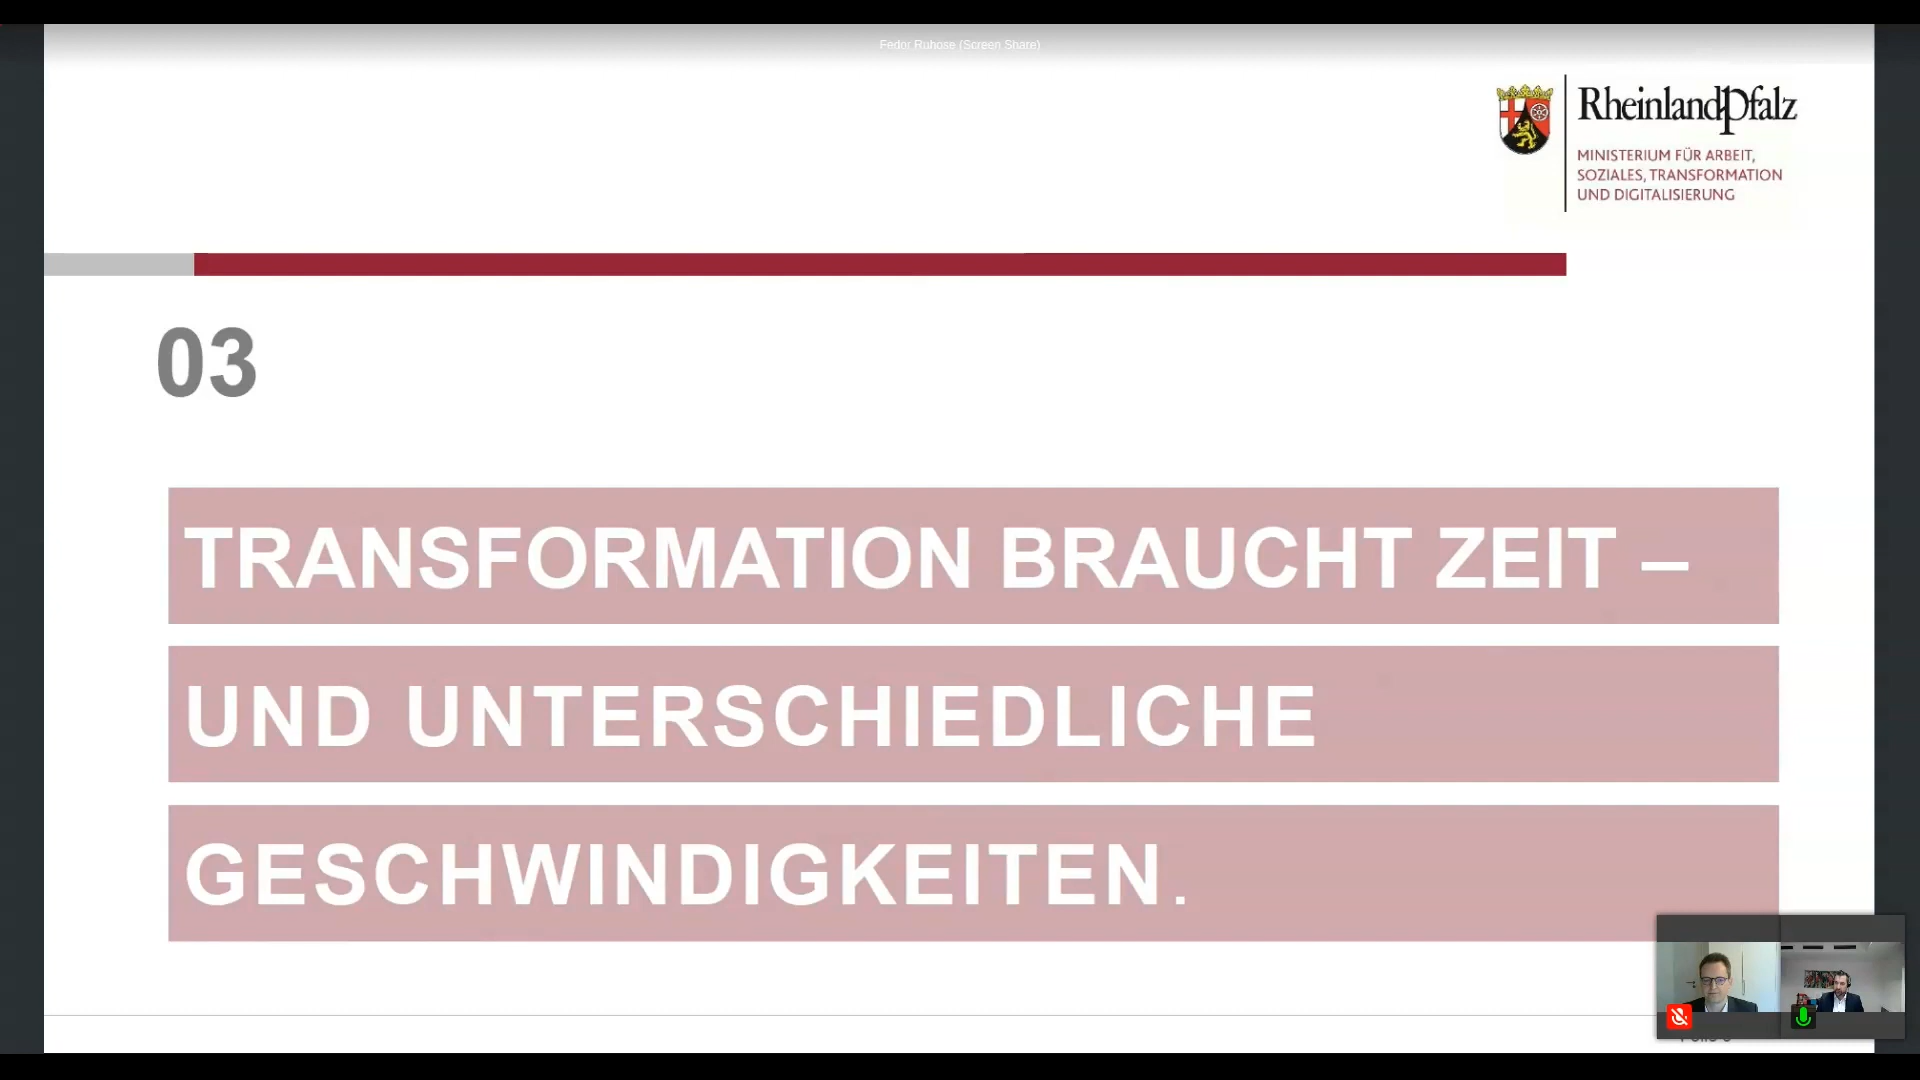 Fedor Ruhose (Screen Share)
RheinlandPfalz
MINISTERIUM FÜR ARBEIT,
SOZIALES, TRANSFORMATION
UND DIGITALISIERUNG
03
TRANSFORMATION BRAUCHT ZEIT –
UND UNTERSCHIEDLICHE
GESCHWINDIGKEITEN.